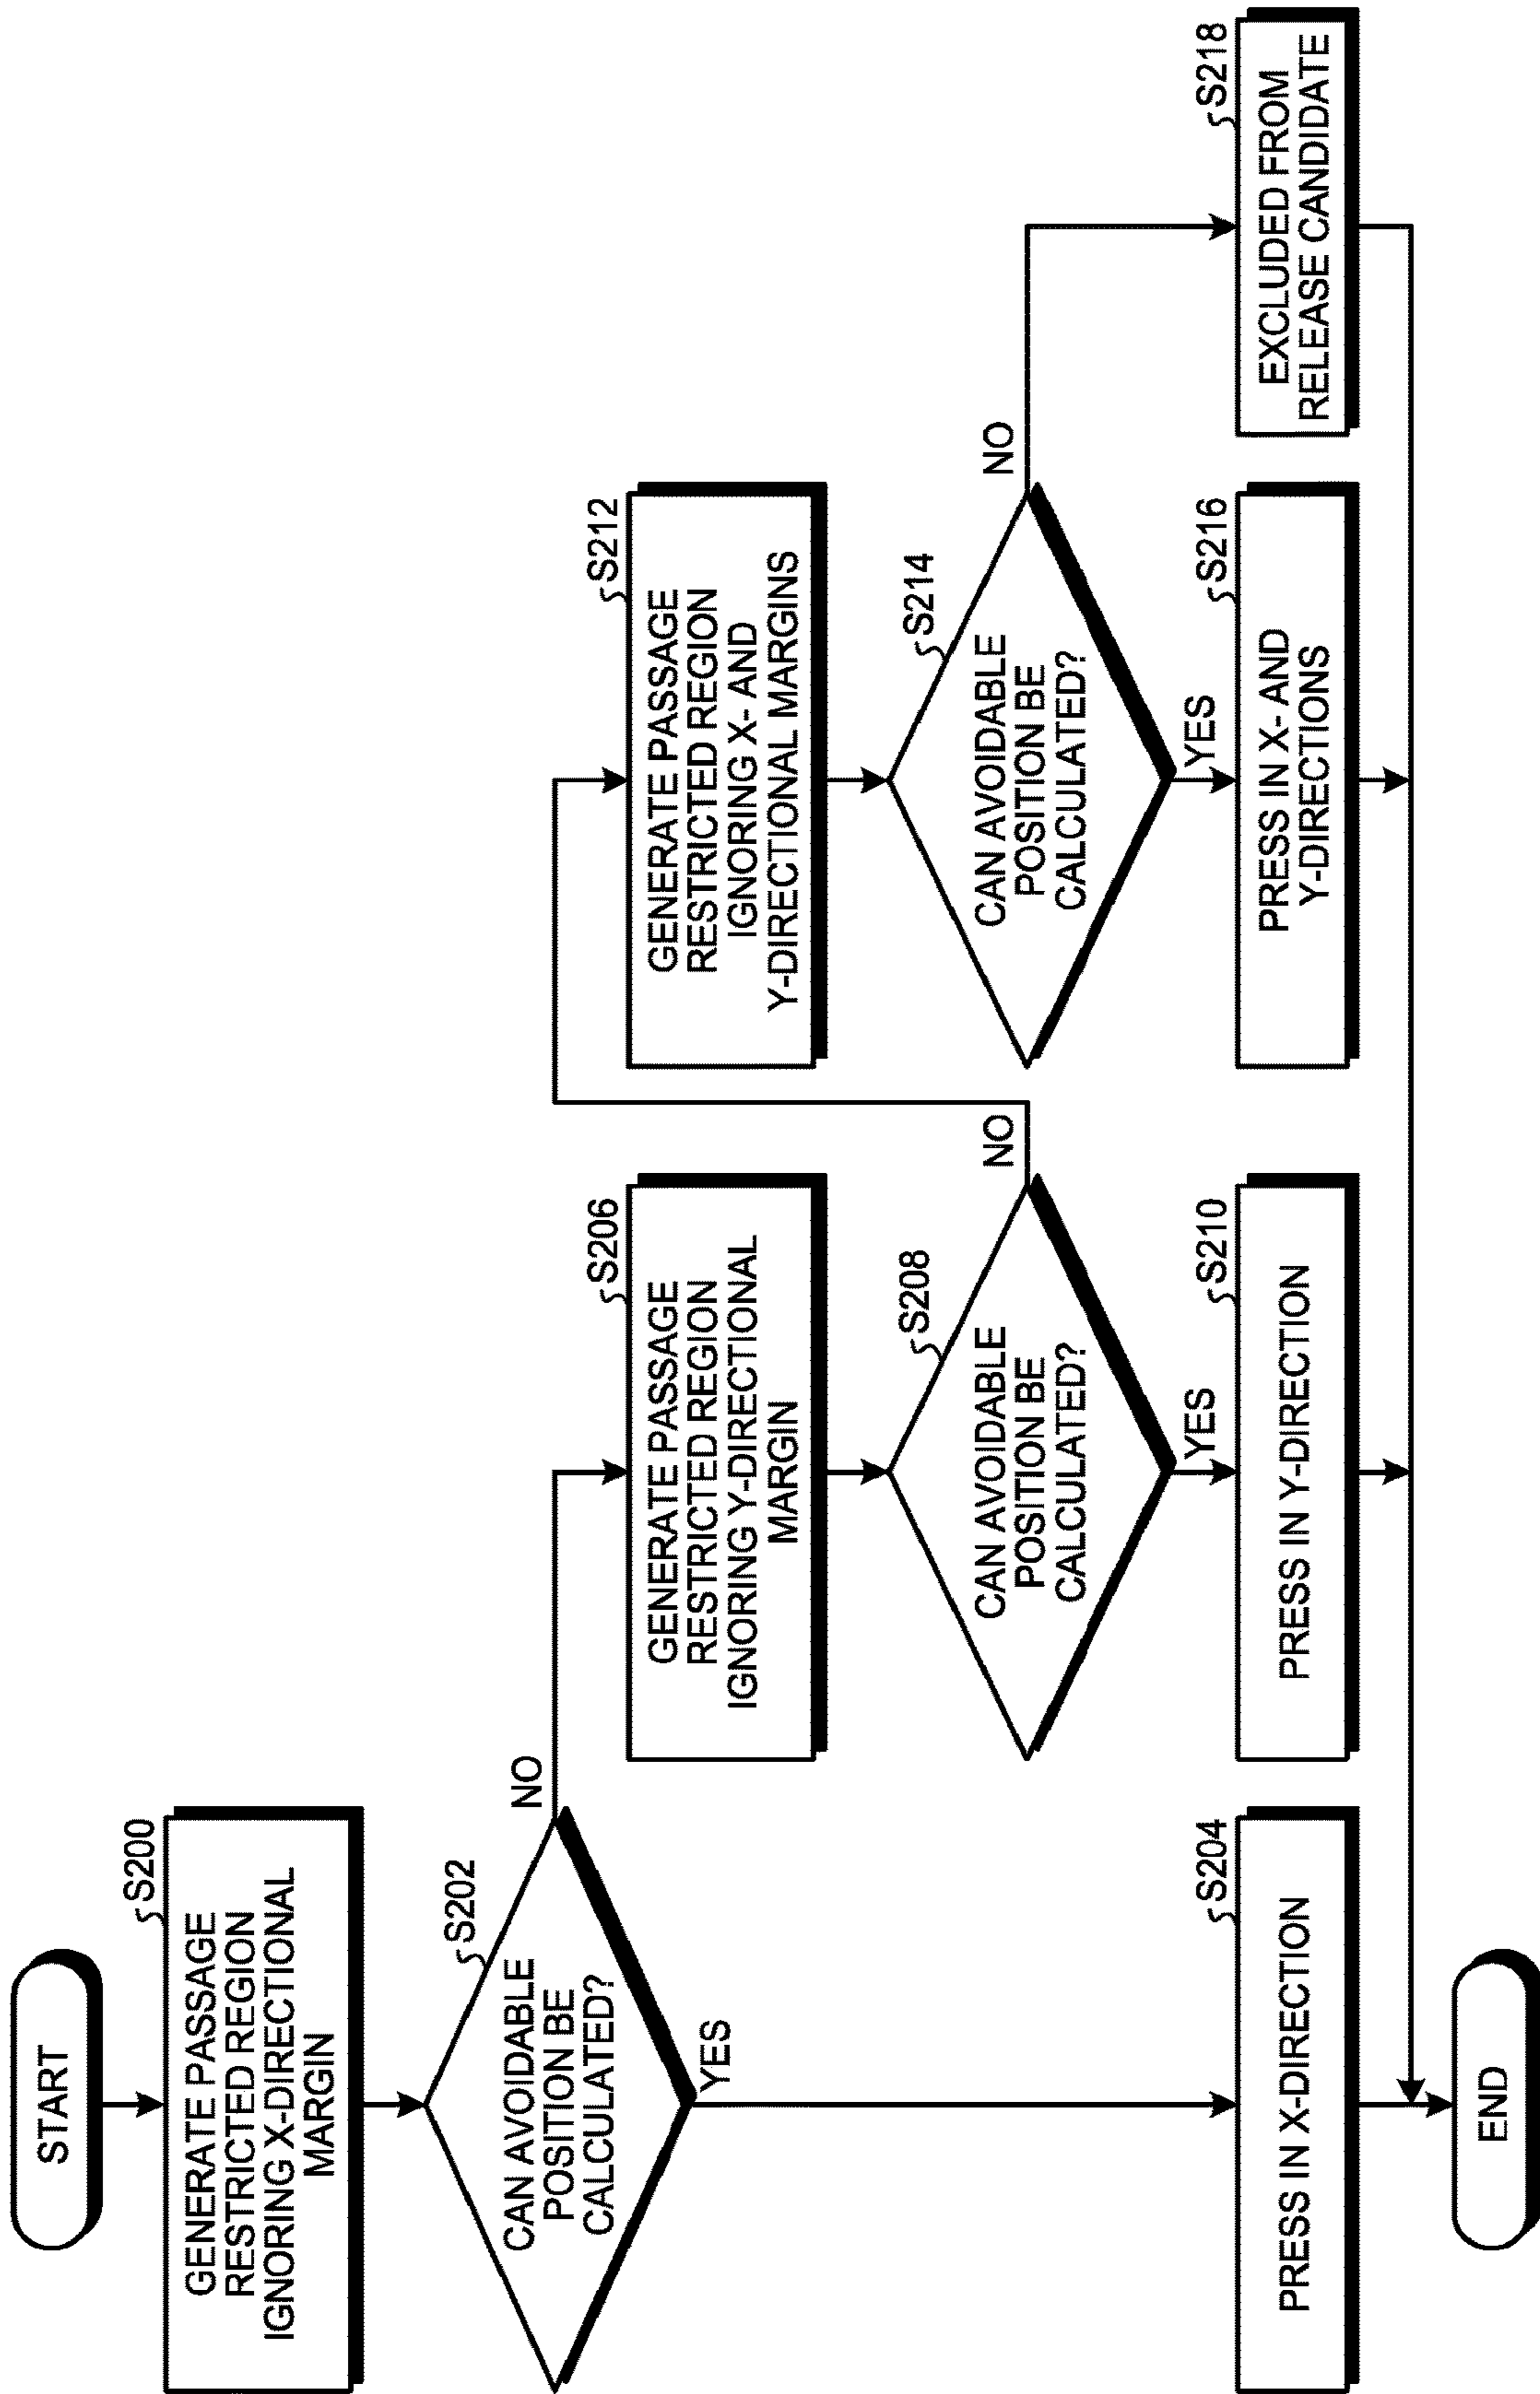 START
S200
GENERATE PASSAGE
RESTRICTED REGION
IGNORING X-DIRECTIONAL
MARGIN
S202
CAN AVOIDABLE
POSITION BE
CALCULATED?
NO
YES
S204
PRESS IN X-DIRECTION
S206
GENERATE PASSAGE
RESTRICTED REGION
IGNORING Y-DIRECTIONAL
MARGIN
S208
CAN AVOIDABLE
POSITION BE
CALCULATED?
NO
YES
S210
PRESS IN Y-DIRECTION
S212
GENERATE PASSAGE
RESTRICTED REGION
IGNORING X- AND
Y-DIRECTIONAL MARGINS
S214
CAN AVOIDABLE
POSITION BE
CALCULATED?
NO
YES
S216
PRESS IN X- AND
Y-DIRECTIONS
S218
EXCLUDED FROM
RELEASE CANDIDATE
END